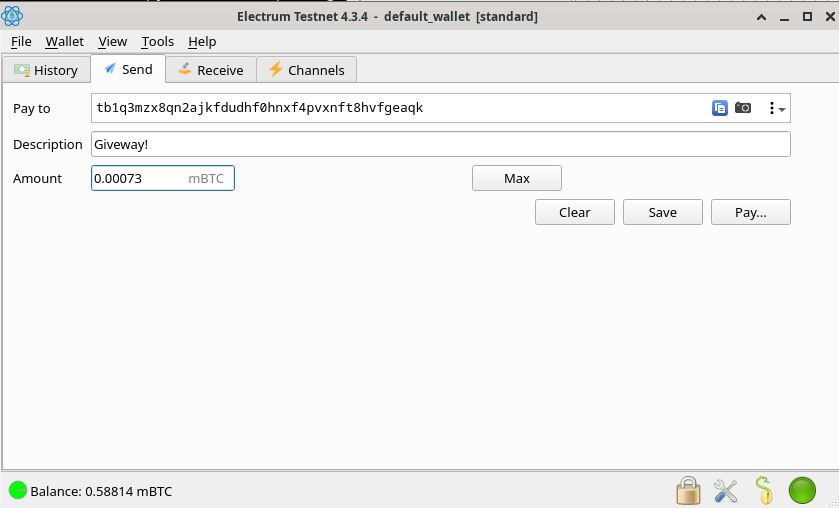 Electrum Testnet 4.3.4 - default_wallet [standard]
File Wallet View Tools Help
History Send Receive Channels
Pay to tb1q3mzx8qn2ajkfdudhf0hnxf4pvxnft8hvfgeaqk
Description Giveway!
Amount 0.00073 mBTC Max
Clear Save Pay...
Balance: 0.58814 mBTC